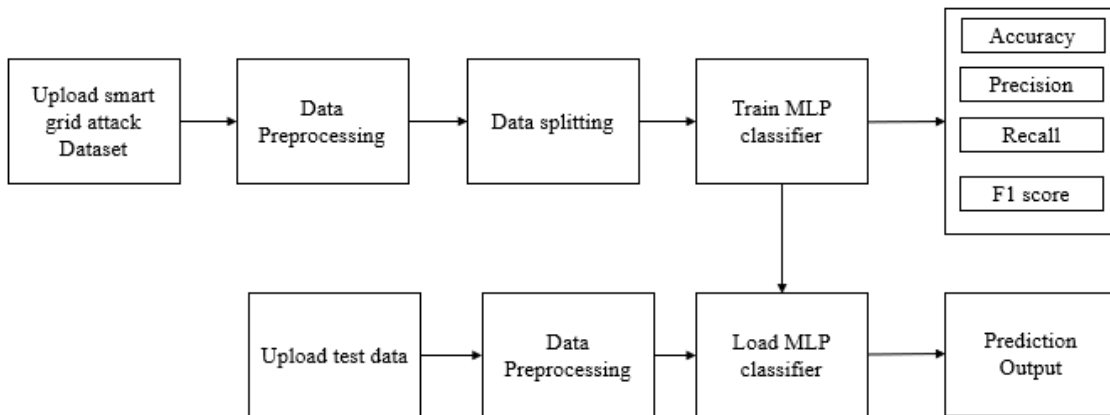 Upload smart
grid attack
Dataset
Data
Preprocessing
Data splitting
Train MLP
classifier
Accuracy
Precision
Recall
F1 score
Upload test data
Data
Preprocessing
Load MLP
classifier
Prediction
Output